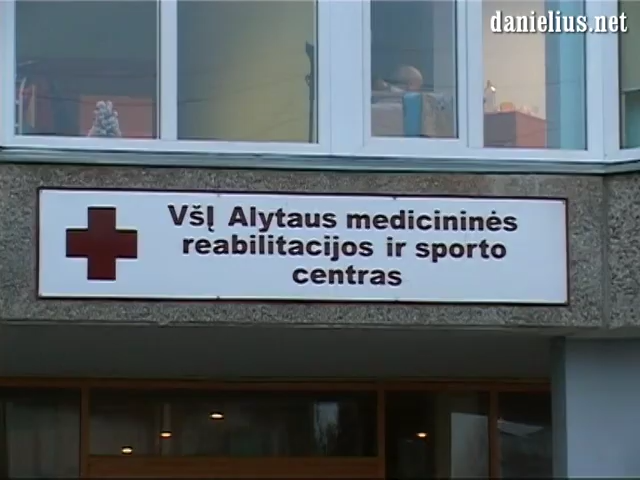 danielius.net
VšĮ Alytaus medicininės
reabilitacijos ir sporto
centras